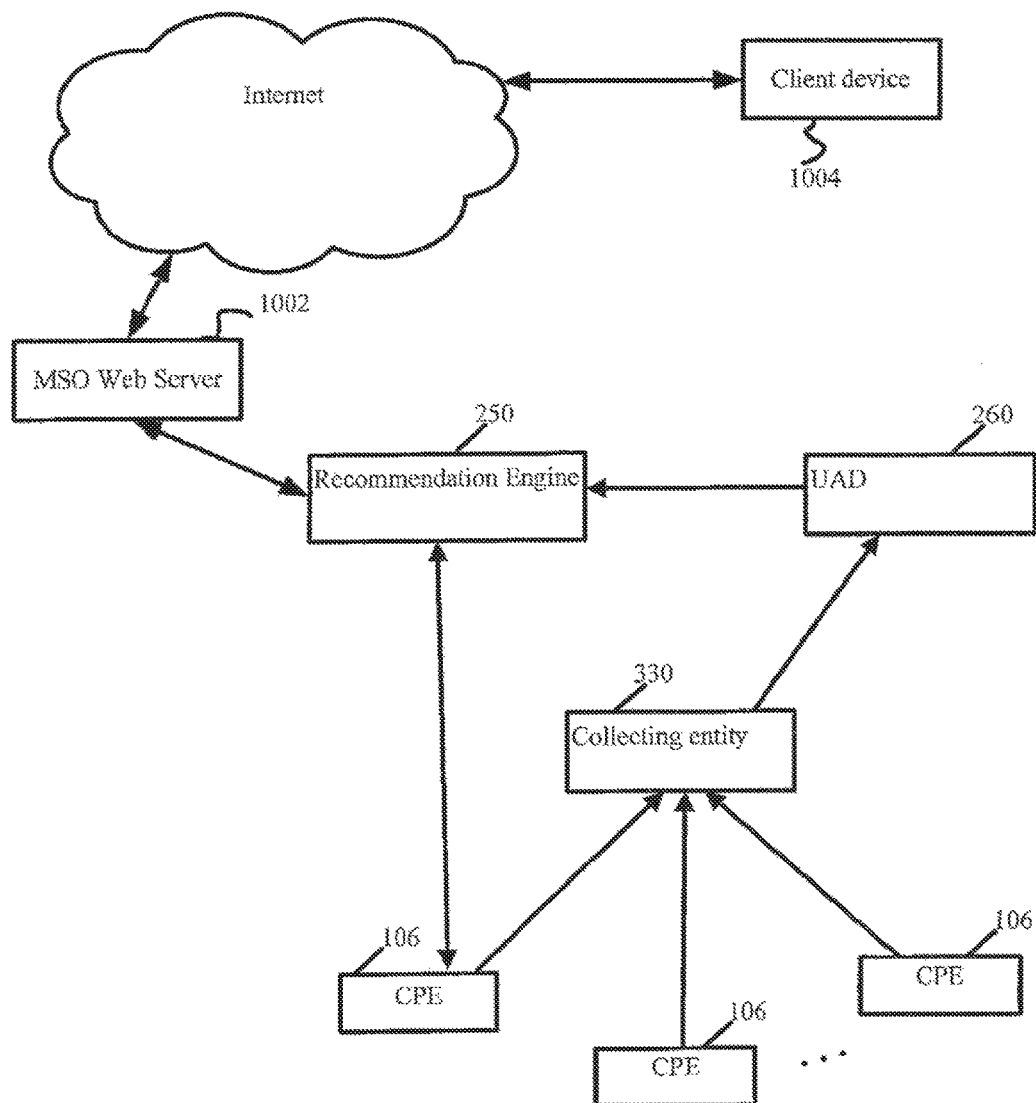 Internet
Client device
1004
1002
MSO Web Server
250
260
Recommendation Engine
UAD
330
Collecting entity
106
CPE
106
CPE
106
CPE
. . .